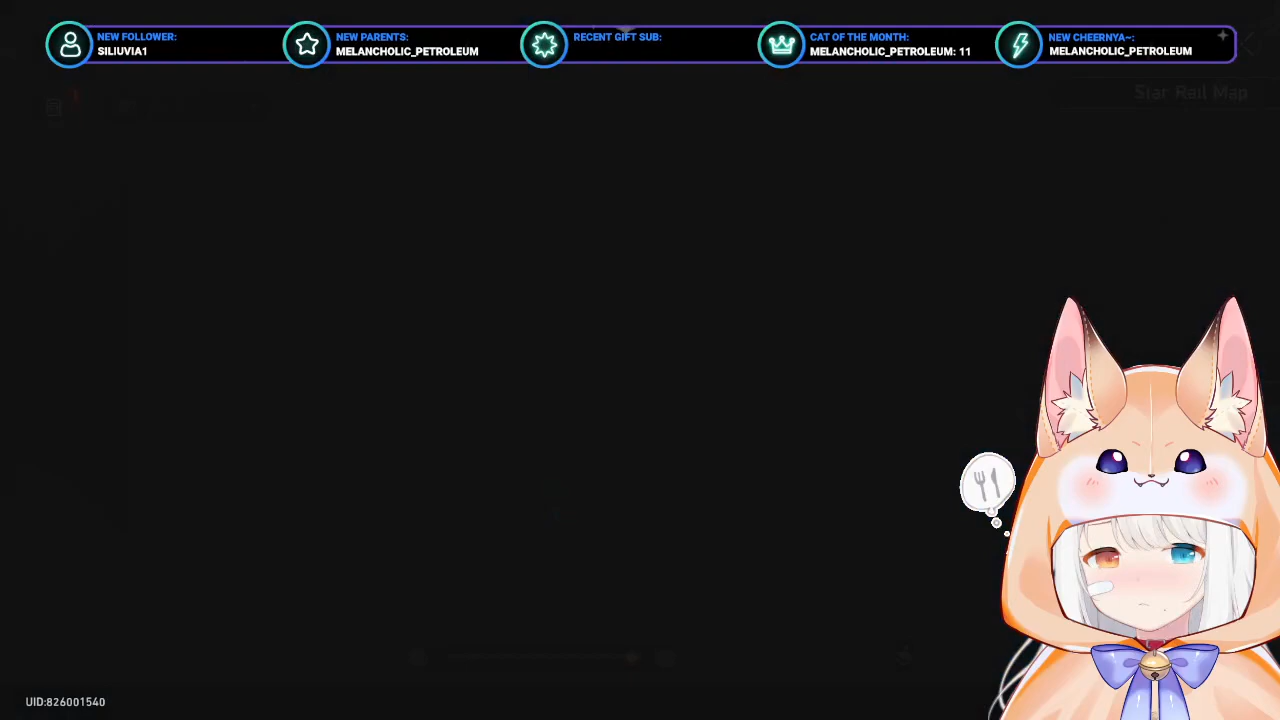 NEW FOLLOWER:
SILIUVIA1
NEW PARENTS:
MELANCHOLIC_PETROLEUM
RECENT GIFT SUB:
CAT OF THE MONTH:
MELANCHOLIC_PETROLEUM: 11
NEW CHEERNYA~:
MELANCHOLIC_PETROLEUM
Star Rail Map
UID:826001540